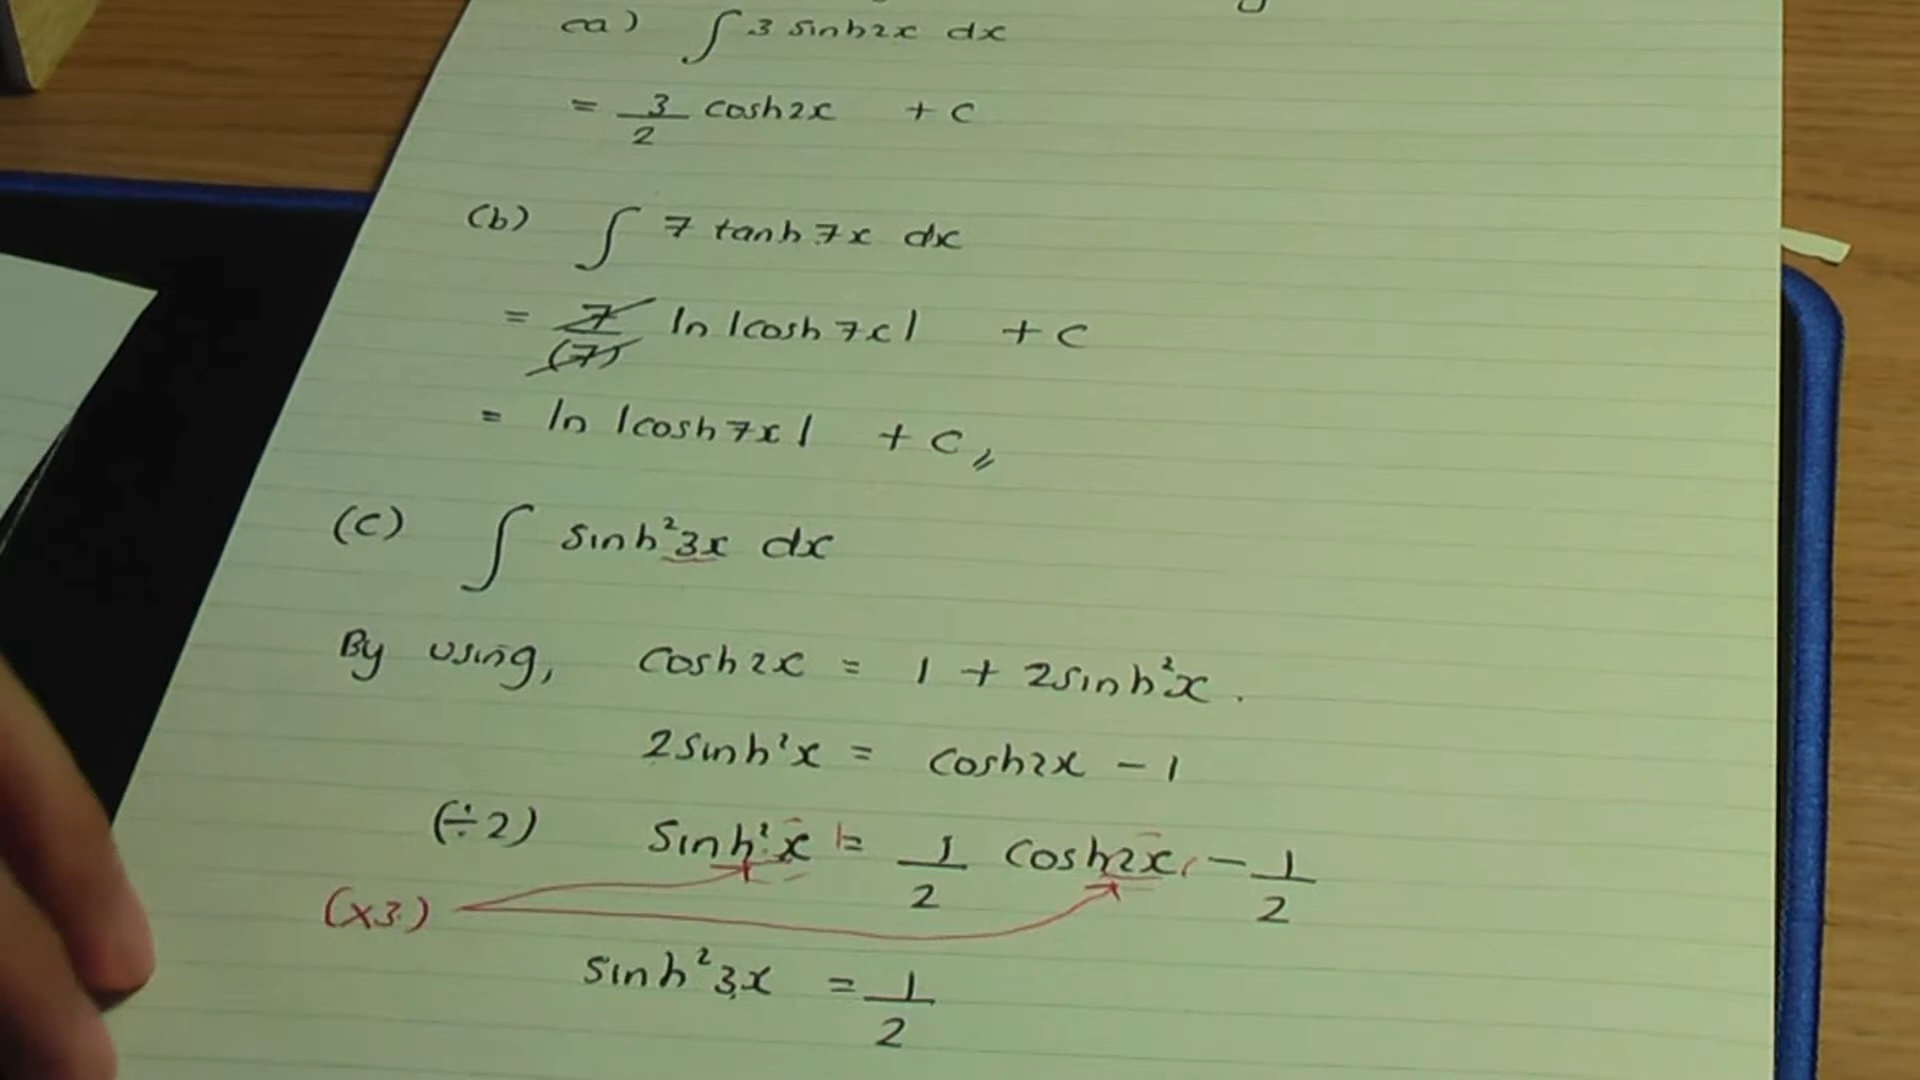 (a) ∫ 3 sinh2x dx
= 3/2 cosh2x + c
(b) ∫ 7 tanh 7x dx
= 7/(7) ln |cosh 7x| + c
= ln |cosh 7x| + c
(c) ∫ sinh²3x dx
By using, cosh2x = 1 + 2sinh²x.
2sinh²x = cosh2x - 1
(÷2) sinh²x = 1/2 cosh2x - 1/2
(x3)
sinh²3x = 1/2